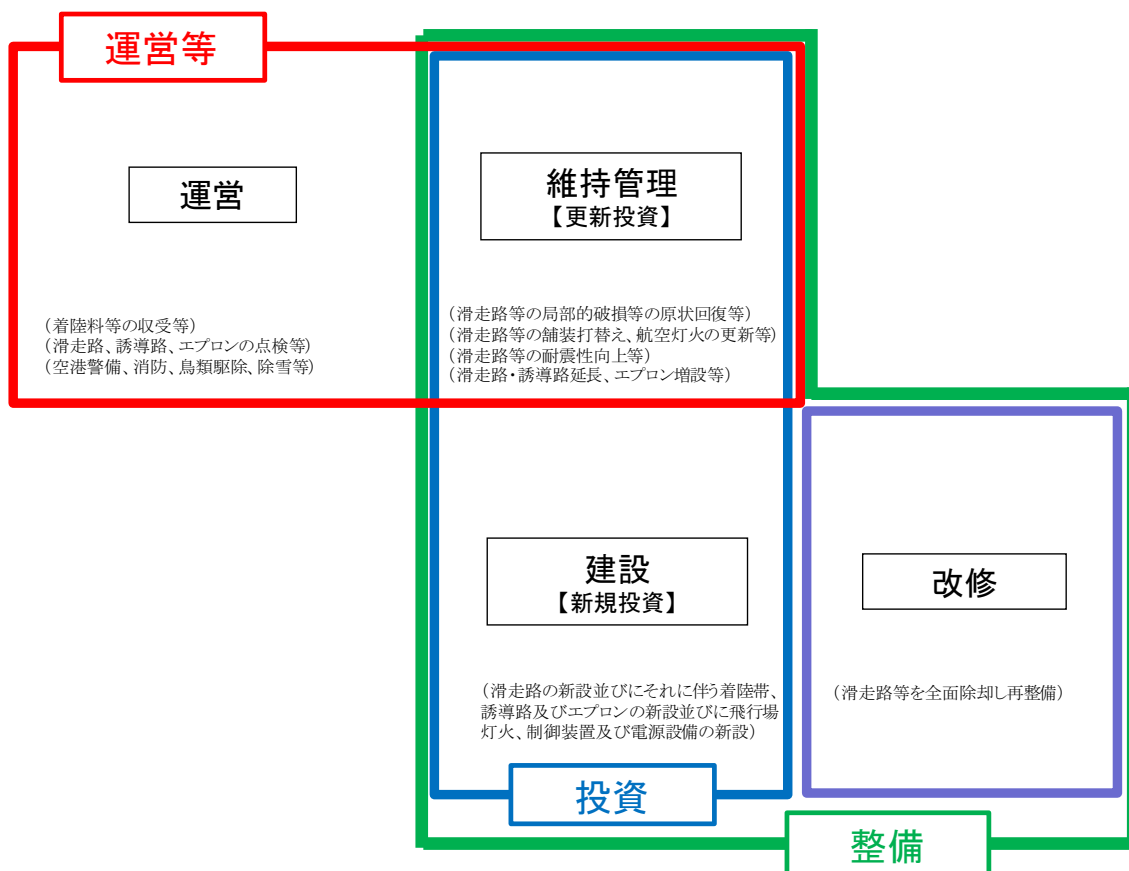 運営等
運営
維持管理
【更新投資】
(着陸料等の収受等)
(滑走路、誘導路、エプロンの点検等)
(空港警備、消防、鳥類駆除、除雪等)
(滑走路等の局部的破損等の原状回復等)
(滑走路等の舗装打替え、航空灯火の更新等)
(滑走路等の耐震性向上等)
(滑走路・誘導路延長、エプロン増設等)
建設
【新規投資】
改修
(滑走路の新設並びにそれに伴う着陸帯、
誘導路及びエプロンの新設並びに飛行場
灯火、制御装置及び電源設備の新設)
(滑走路等を全面除却し再整備)
投資
整備